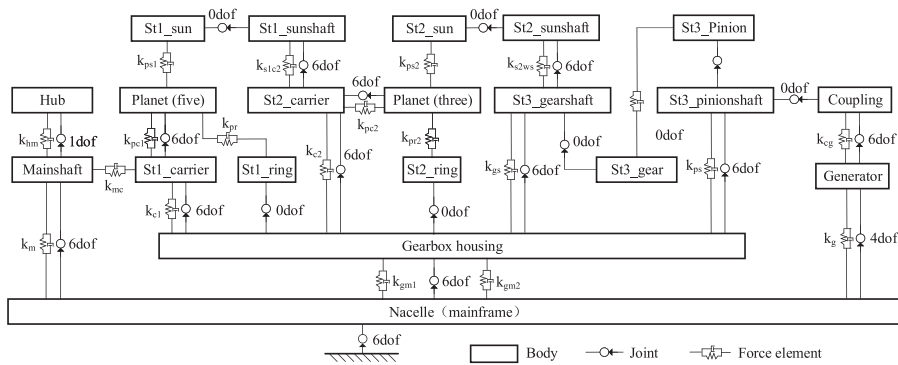 0dof 0dof
St1_sun St1_sunshaft St2_sun St2_sunshaft St3_Pinion
kps1 ks1c2 6dof kps2 ks2ws 6dof
6dof
Hub Planet (five) St2_carrier Planet (three) St3_gearshaft St3_pinionshaft 0dof Coupling
kpr kpc2
khm 1dof kpc1 6dof kpr2 0dof 0dof kcg 6dof
kc2 6dof kgs 6dof kps 6dof
Mainshaft kmc St1_carrier St1_ring St2_ring St3_gear Generator
kc1 6dof 0dof 0dof
km 6dof Gearbox housing kg 4dof
kgm1 6dof kgm2
Nacelle（mainframe）
6dof Body Joint Force element